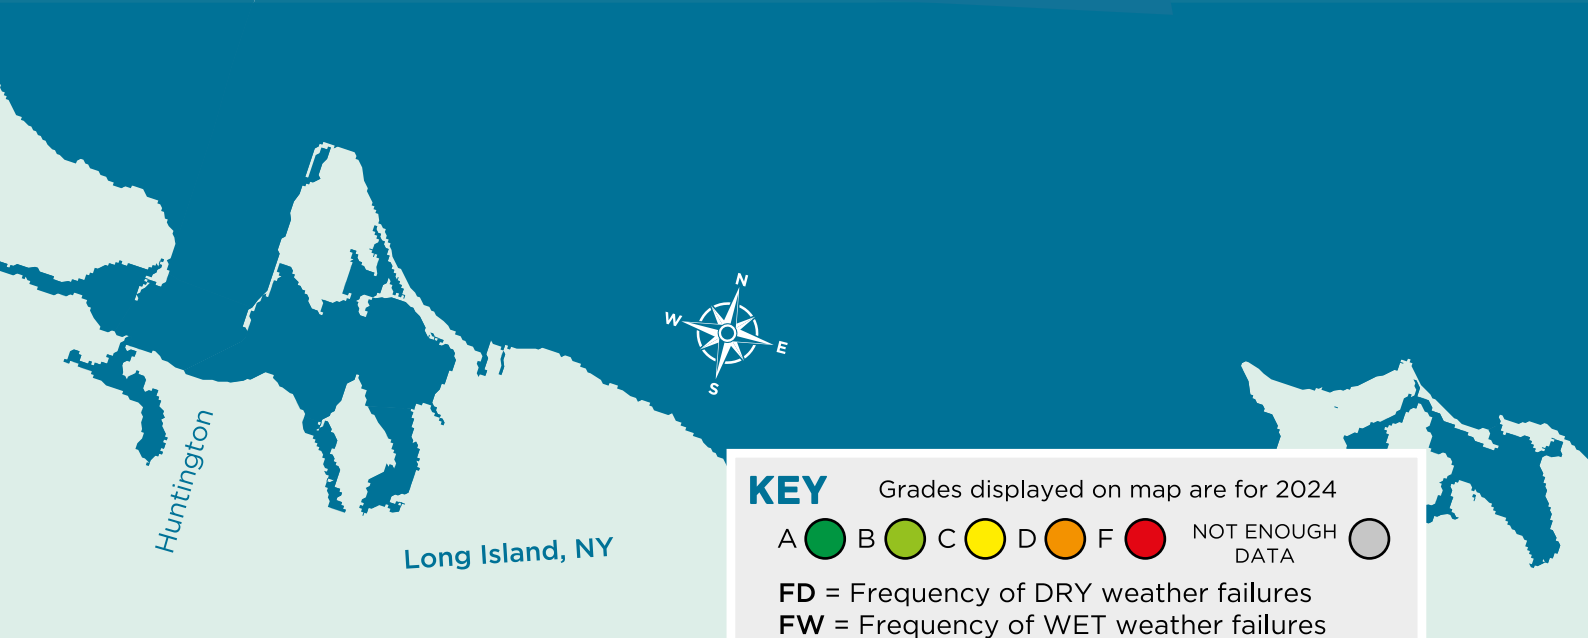 N
W
E
S
Huntington
Long Island, NY
KEY Grades displayed on map are for 2024
A B C D F NOT ENOUGH
DATA
FD = Frequency of DRY weather failures
FW = Frequency of WET weather failures